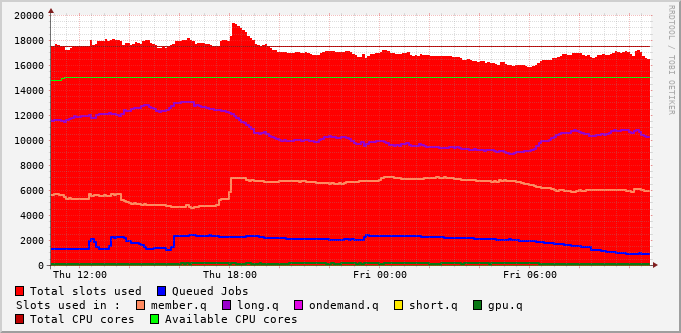 20000
18000
16000
14000
12000
10000
8000
6000
4000
2000
0
Thu 12:00 Thu 18:00 Fri 00:00 Fri 06:00
RRDTOOL / TOBI OETIKER
Total slots used Queued Jobs
Slots used in : member.q long.q ondemand.q short.q gpu.q
Total CPU cores Available CPU cores